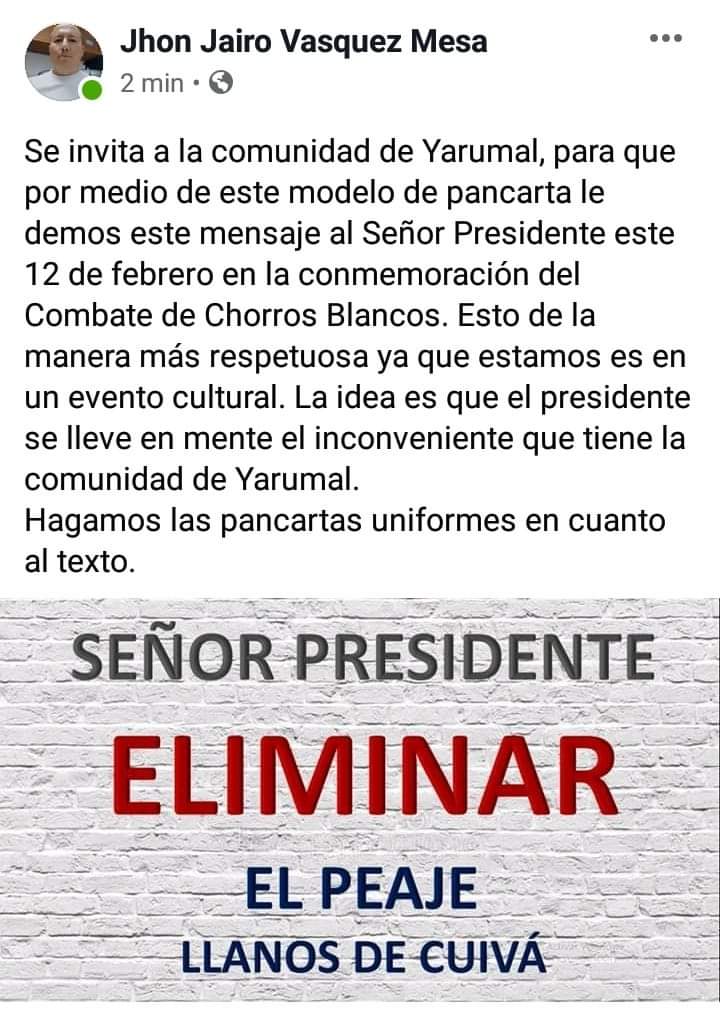 Jhon Jairo Vasquez Mesa
2 min •
Se invita a la comunidad de Yarumal, para que
por medio de este modelo de pancarta le
demos este mensaje al Señor Presidente este
12 de febrero en la conmemoración del
Combate de Chorros Blancos. Esto de la
manera más respetuosa ya que estamos es en
un evento cultural. La idea es que el presidente
se lleve en mente el inconveniente que tiene la
comunidad de Yarumal.
Hagamos las pancartas uniformes en cuanto
al texto.
SEÑOR PRESIDENTE
ELIMINAR
EL PEAJE
LLANOS DE CUIVÁ